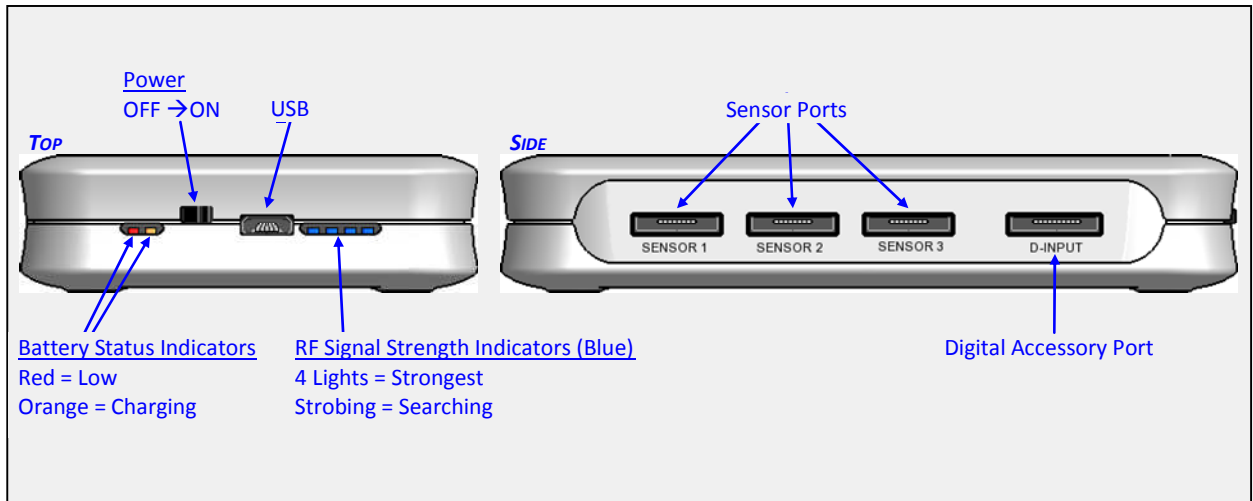 Power
OFF →ON
USB
TOP
Battery Status Indicators
Red = Low
Orange = Charging
RF Signal Strength Indicators (Blue)
4 Lights = Strongest
Strobing = Searching
Sensor Ports
SIDE
SENSOR 1
SENSOR 2
SENSOR 3
D-INPUT
Digital Accessory Port